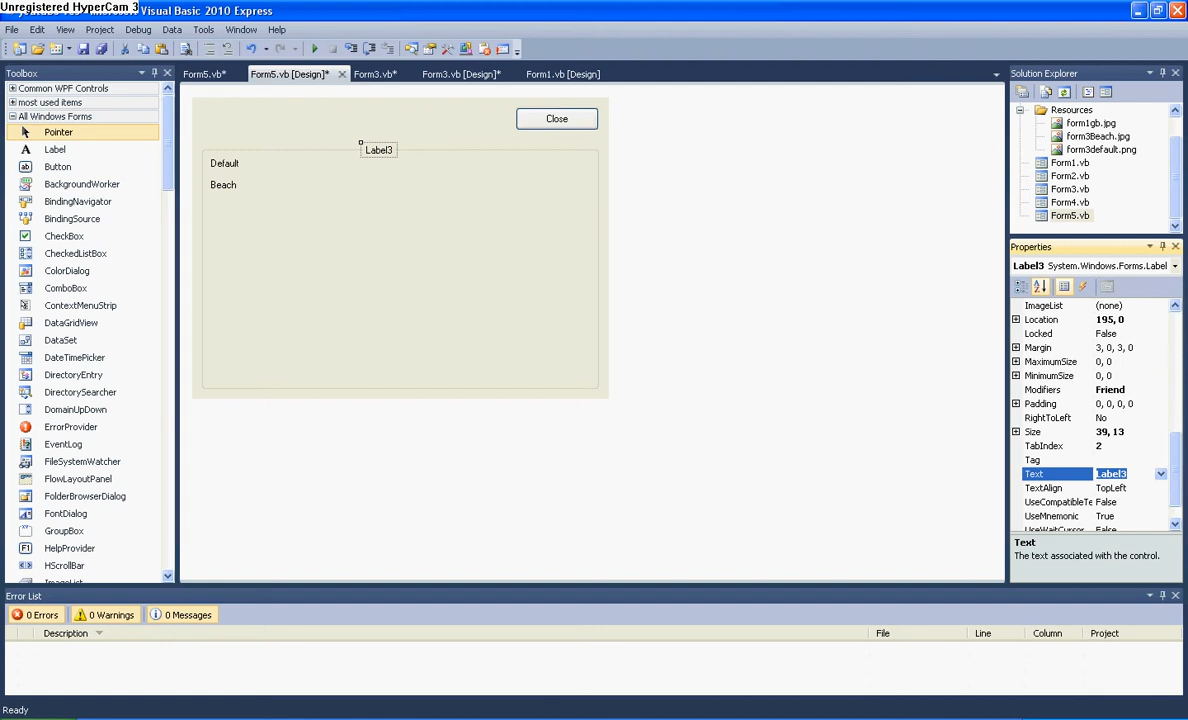 Unregistered HyperCam 3
Visual Basic 2010 Express
File Edit View Project Debug Data Tools Window Help
Toolbox
Form5.vb* Form5.vb [Design]* Form3.vb* Form3.vb [Design]* Form1.vb [Design]
Solution Explorer
Common WPF Controls
most used items
All Windows Forms
Pointer
Label
Button
BackgroundWorker
BindingNavigator
BindingSource
CheckBox
CheckedListBox
ColorDialog
ComboBox
ContextMenuStrip
DataGridView
DataSet
DateTimePicker
DirectoryEntry
DirectorySearcher
DomainUpDown
ErrorProvider
EventLog
FileSystemWatcher
FlowLayoutPanel
FolderBrowserDialog
FontDialog
GroupBox
HelpProvider
HScrollBar
Close
Label3
Default
Beach
Resources
form1gb.jpg
form3Beach.jpg
form3default.png
Form1.vb
Form2.vb
Form3.vb
Form4.vb
Form5.vb
Properties
Label3 System.Windows.Forms.Label
ImageList (none)
Location 195, 0
Locked False
Margin 3, 0, 3, 0
MaximumSize 0, 0
MinimumSize 0, 0
Modifiers Friend
Padding 0, 0, 0, 0
RightToLeft No
Size 39, 13
TabIndex 2
Tag
Text Label3
TextAlign TopLeft
UseCompatibleTe False
UseMnemonic True
UseWaitCursor False
Text
The text associated with the control.
Error List
0 Errors 0 Warnings 0 Messages
Description File Line Column Project
Ready